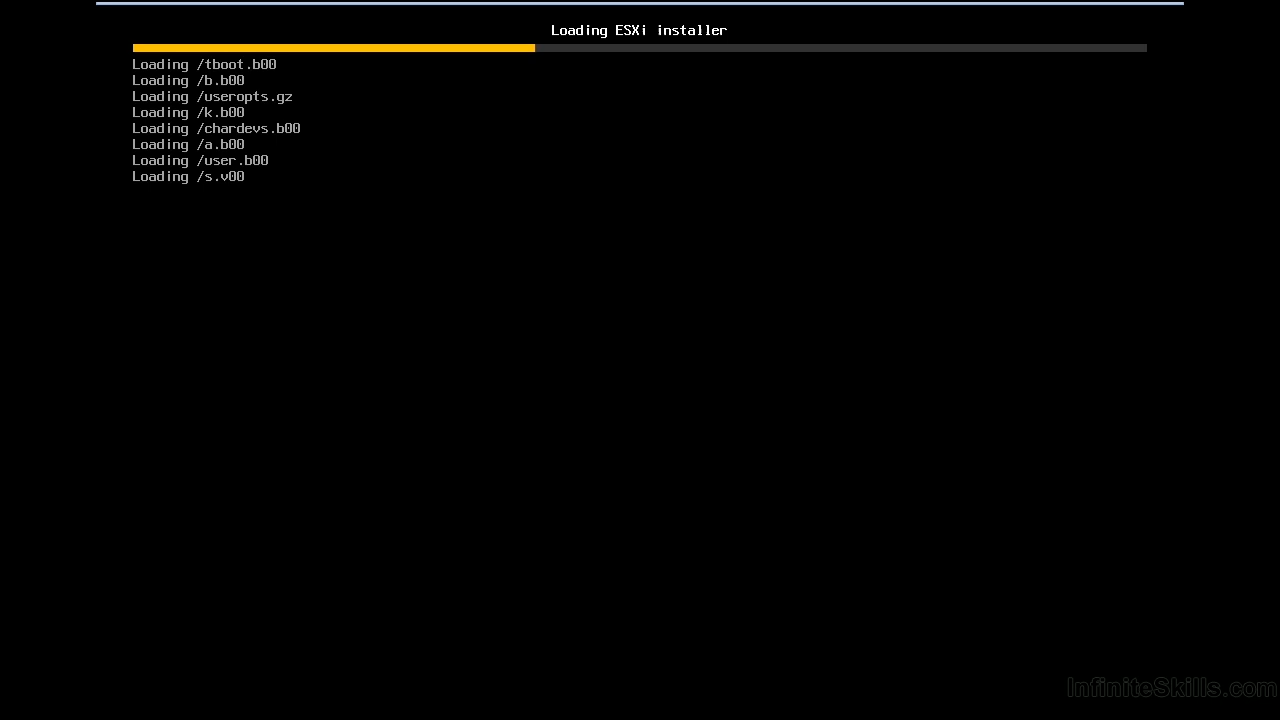 Loading ESXi installer
Loading /tboot.b00
Loading /b.b00
Loading /useropts.gz
Loading /k.b00
Loading /chardevs.b00
Loading /a.b00
Loading /user.b00
Loading /s.v00
InfiniteSkills.com